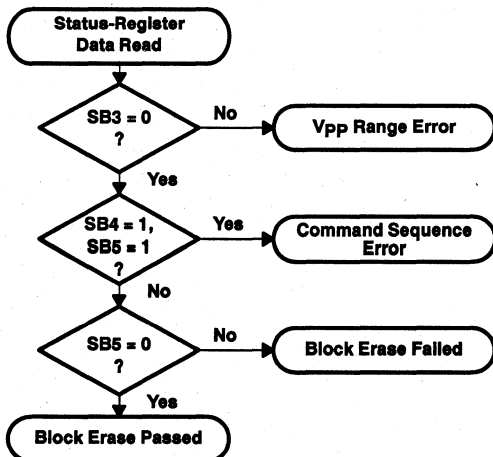 Status-Register
Data Read
SB3 = 0
?
No
VPP Range Error
Yes
SB4 = 1,
SB5 = 1
?
Yes
Command Sequence
Error
No
SB5 = 0
?
No
Block Erase Failed
Yes
Block Erase Passed